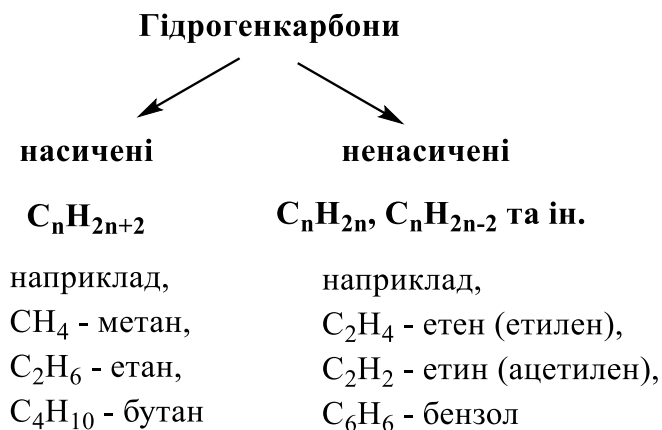 Гідрогенкарбони
насичені
CnH2n+2
наприклад,
CH4 - метан,
C2H6 - етан,
C4H10 - бутан
ненасичені
CnH2n, CnH2n-2 та ін.
наприклад,
C2H4 - етен (етилен),
C2H2 - етин (ацетилен),
C6H6 - бензол